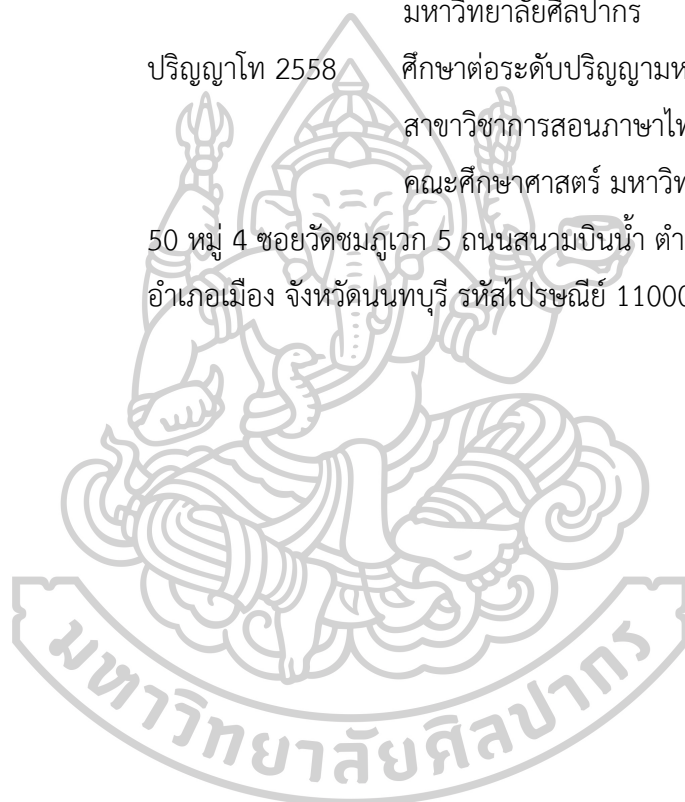 มหาวิทยาลัยศิลปากร
ปริญญาโท 2558 ศึกษาต่อระดับปริญญามห
สาขาวิชาการสอนภาษาไท
คณะศึกษาศาสตร์ มหาวิท
50 หมู่ 4 ซอยวัดชมภูเวก 5 ถนนสนามบินน้ำ ตำ
อำเภอเมือง จังหวัดนนทบุรี รหัสไปรษณีย์ 11000
มหาวิทยาลัยศิลปากร